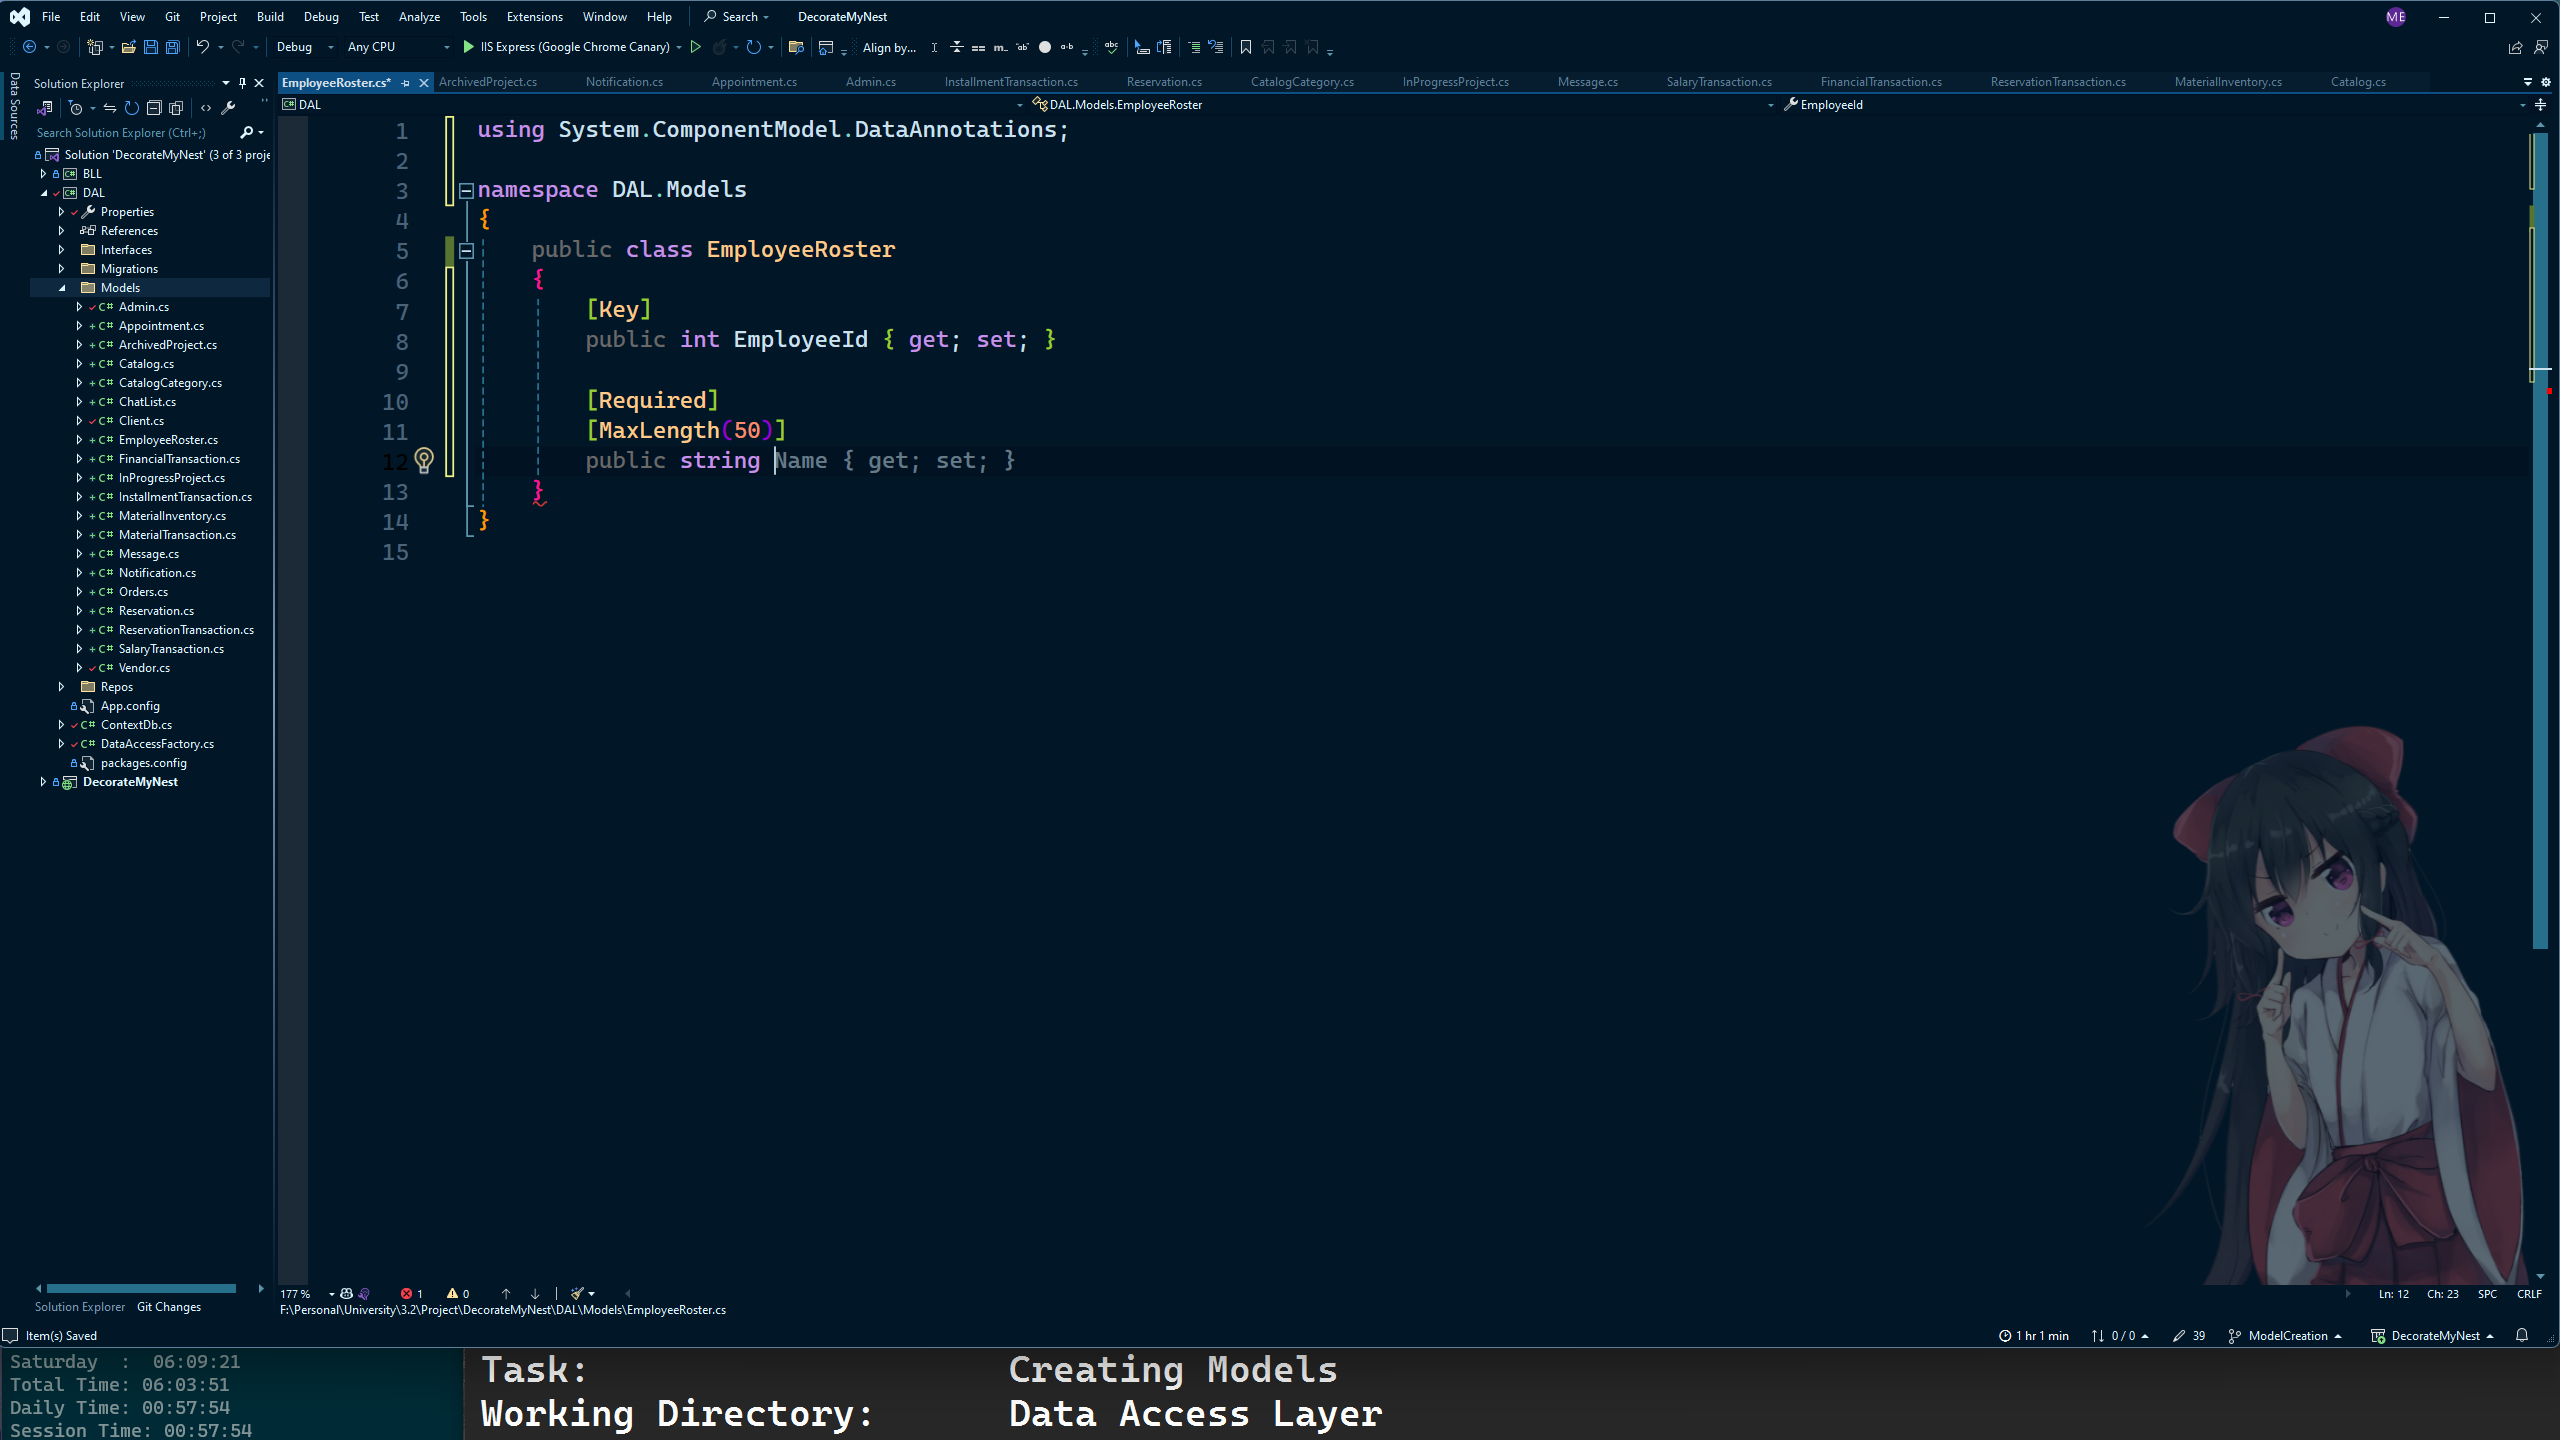 File Edit View Git Project Build Debug Test Analyze Tools Extensions Window Help Search DecorateMyNest ME
Debug Any CPU IIS Express (Google Chrome Canary) Align by...
Data Sources
Solution Explorer
Search Solution Explorer (Ctrl+;)
Solution 'DecorateMyNest' (3 of 3 proje
BLL
DAL
Properties
References
Interfaces
Migrations
Models
C# Admin.cs
C# Appointment.cs
C# ArchivedProject.cs
C# Catalog.cs
C# CatalogCategory.cs
C# ChatList.cs
C# Client.cs
C# EmployeeRoster.cs
C# FinancialTransaction.cs
C# InProgressProject.cs
C# InstallmentTransaction.cs
C# MaterialInventory.cs
C# MaterialTransaction.cs
C# Message.cs
C# Notification.cs
C# Orders.cs
C# Reservation.cs
C# ReservationTransaction.cs
C# SalaryTransaction.cs
C# Vendor.cs
Repos
App.config
C# ContextDb.cs
C# DataAccessFactory.cs
packages.config
DecorateMyNest
Solution Explorer Git Changes
EmployeeRoster.cs* ArchivedProject.cs Notification.cs Appointment.cs Admin.cs InstallmentTransaction.cs Reservation.cs CatalogCategory.cs InProgressProject.cs Message.cs SalaryTransaction.cs FinancialTransaction.cs ReservationTransaction.cs MaterialInventory.cs Catalog.cs
DAL DAL.Models.EmployeeRoster EmployeeId
1 using System.ComponentModel.DataAnnotations;
2
3 namespace DAL.Models
4 {
5 public class EmployeeRoster
6 {
7 [Key]
8 public int EmployeeId { get; set; }
9
10 [Required]
11 [MaxLength(50)]
12 public string Name { get; set; }
13 }
14 }
15
177 % 1 0 Ln: 12 Ch: 23 SPC CRLF
F:\Personal\University\3.2\Project\DecorateMyNest\DAL\Models\EmployeeRoster.cs
Item(s) Saved 1 hr 1 min 0 / 0 39 ModelCreation DecorateMyNest
Saturday : 06:09:21
Total Time: 06:03:51
Daily Time: 00:57:54
Session Time: 00:57:54
Task: Creating Models
Working Directory: Data Access Layer